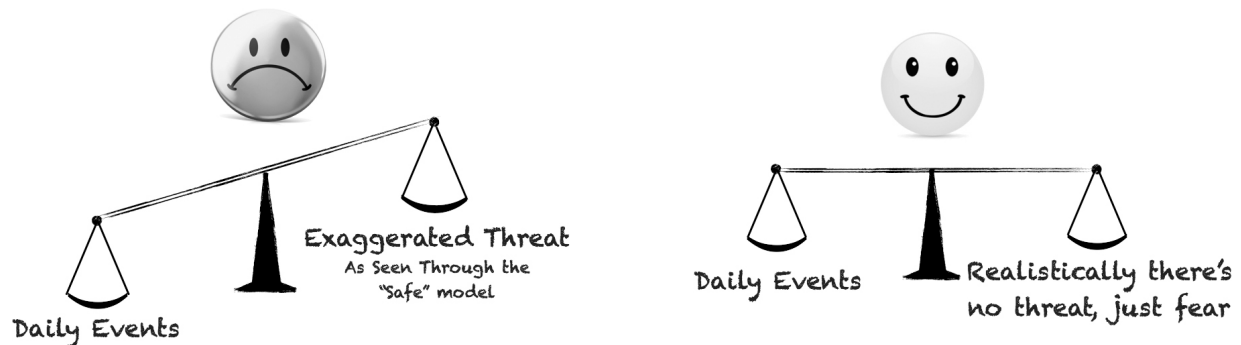 Exaggerated Threat
As Seen Through the
"Safe" model
Daily Events
Daily Events
Realistically there's
no threat, just fear